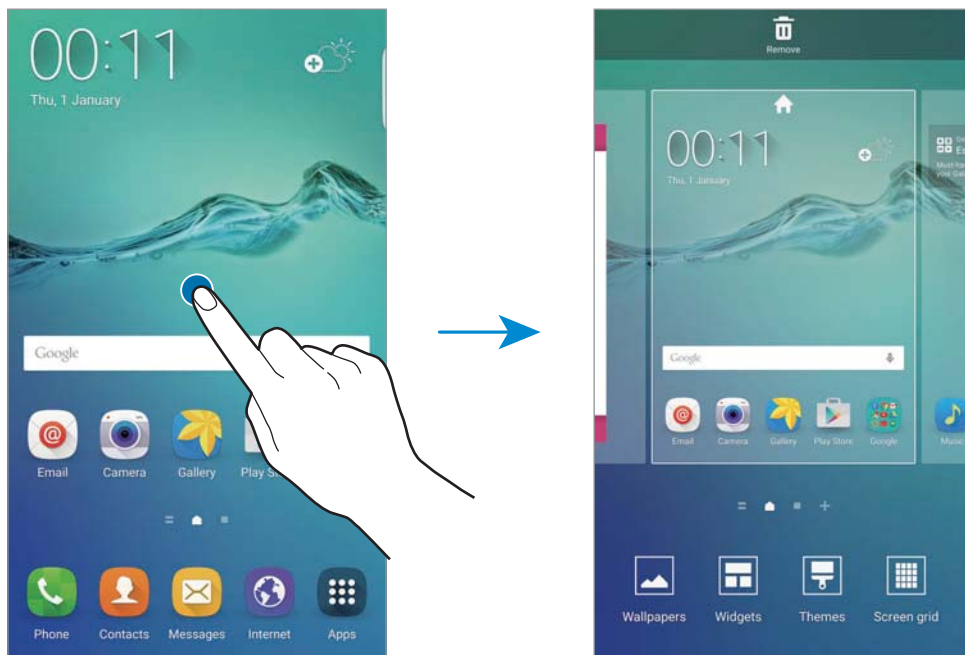 00:11
Thu, 1 January
Google
Email Camera Gallery Play
Phone Contacts Messages Internet Apps
Remove
00:11
Thu, 1 January
Google
Email Camera Gallery Play Store Google Music
Wallpapers Widgets Themes Screen grid